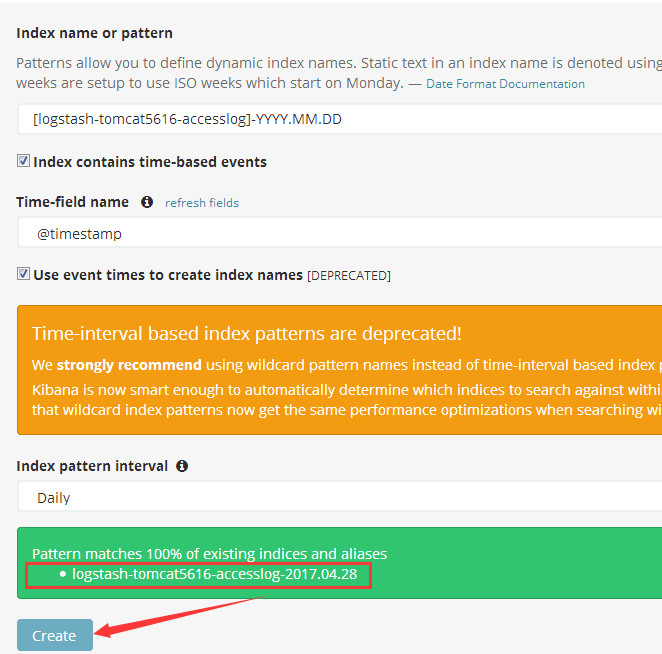 Index name or pattern
Patterns allow you to define dynamic index names. Static text in an index name is denoted using
weeks are setup to use ISO weeks which start on Monday. — Date Format Documentation
[logstash-tomcat5616-accesslog]-YYYY.MM.DD
Index contains time-based events
Time-field name refresh fields
@timestamp
Use event times to create index names [DEPRECATED]
Time-interval based index patterns are deprecated!
We strongly recommend using wildcard pattern names instead of time-interval based index
Kibana is now smart enough to automatically determine which indices to search against withi
that wildcard index patterns now get the same performance optimizations when searching wi
Index pattern interval
Daily
Pattern matches 100% of existing indices and aliases
• logstash-tomcat5616-accesslog-2017.04.28
Create